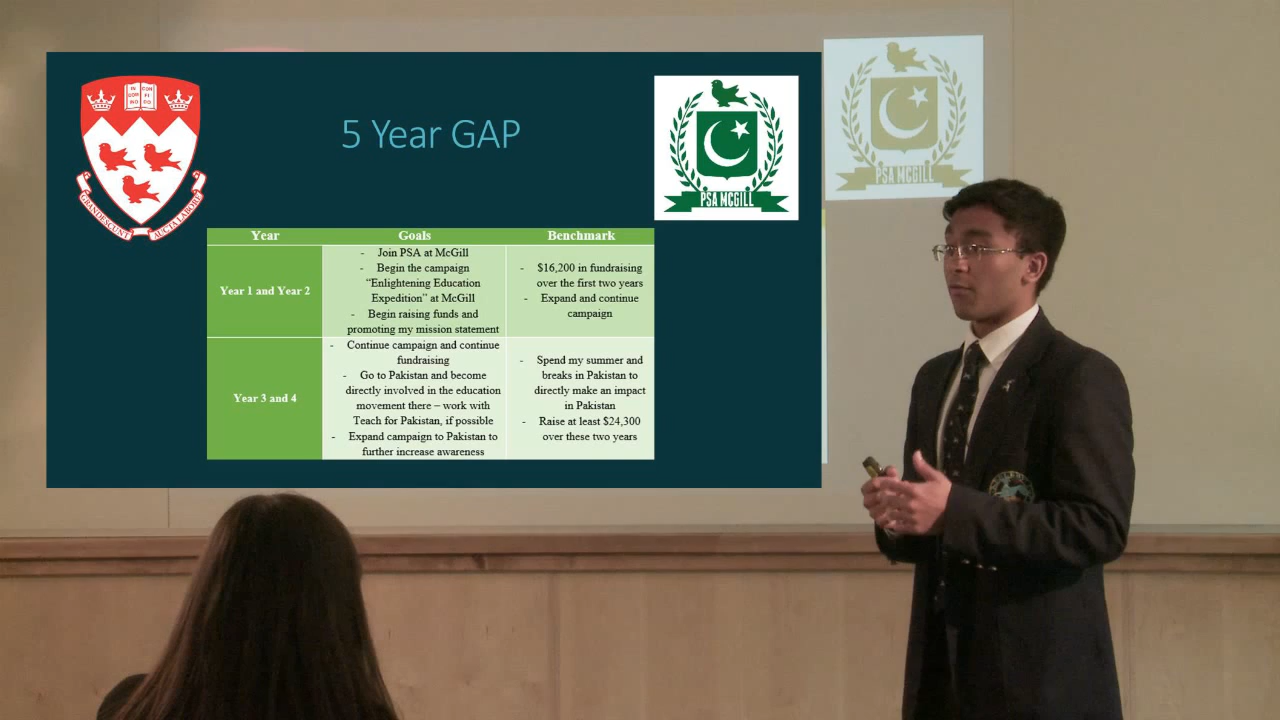 IN DOMI NO
CON FI DO
GRANDESCUNT AUCTA LABORE
5 Year GAP
PSA MCGILL
PSA MCGILL
Year Goals Benchmark
Year 1 and Year 2
- Join PSA at McGill
- Begin the campaign
“Enlightening Education
Expedition” at McGill
- Begin raising funds and
promoting my mission statement
- $16,200 in fundraising
over the first two years
- Expand and continue
campaign
Year 3 and 4
- Continue campaign and continue
fundraising
- Go to Pakistan and become
directly involved in the education
movement there – work with
Teach for Pakistan, if possible
- Expand campaign to Pakistan to
further increase awareness
- Spend my summer and
breaks in Pakistan to
directly make an impact
in Pakistan
- Raise at least $24,300
over these two years